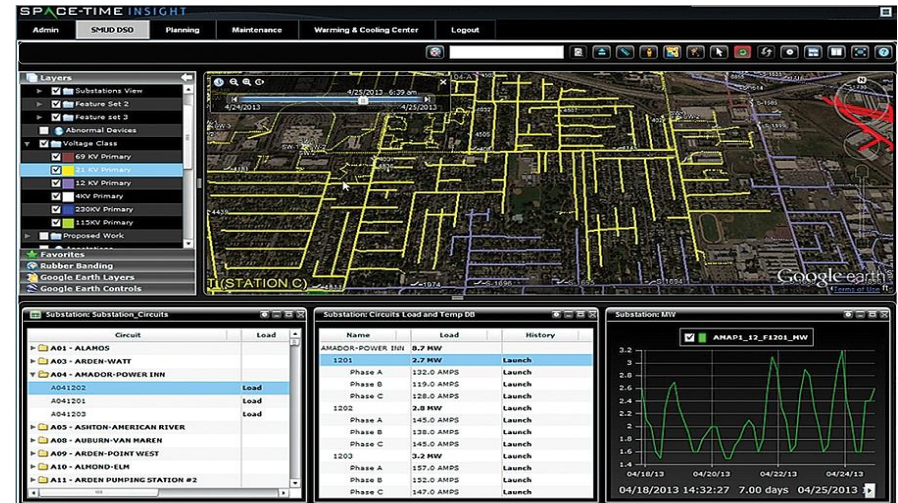 SPACE-TIME INSIGHT
Admin SMUD DSO Planning Maintenance Warming & Cooling Center Logout
Layers
Substations View
Feature Set 2
Feature set 3
Abnormal Devices
Voltage Class
69 KV Primary
21 KV Primary
12 KV Primary
4KV Primary
230KV Primary
115KV Primary
Proposed Work
Favorites
Rubber Banding
Google Earth Layers
Google Earth Controls
4/25/2013 6:39 am
4/24/2013 4/25/2013
T(STATION C)
Google earth
Terms of Use
Substation: Substation_Circuits
Circuit Load
A01 - ALAMOS
A03 - ARDEN-WATT
A04 - AMADOR-POWER INN
A041202 Load
A041201 Load
A041203 Load
A05 - ASHTON-AMERICAN RIVER
A08 - AUBURN-VAN MAREN
A09 - ARDEN-POINT WEST
A10 - ALMOND-ELM
A11 - ARDEN PUMPING STATION #2
Substation: Circuits Load and Temp DB
Name Load History
AMADOR-POWER INN 8.7 MW
1201 2.7 MW Launch
Phase A 132.0 AMPS Launch
Phase B 119.0 AMPS Launch
Phase C 128.0 AMPS Launch
1202 2.8 MW Launch
Phase A 145.0 AMPS Launch
Phase B 138.0 AMPS Launch
Phase C 145.0 AMPS Launch
1203 3.2 MW Launch
Phase A 157.0 AMPS Launch
Phase B 152.0 AMPS Launch
Phase C 147.0 AMPS Launch
Substation: MW
AMAP1_12_F1201_MW
3.2
3
2.8
2.6
2.4
2.2
2
1.8
1.6
1.4
04/18/13 04/20/13 04/22/13 04/24/13
04/18/2013 14:32:27 7.00 days 04/25/2013